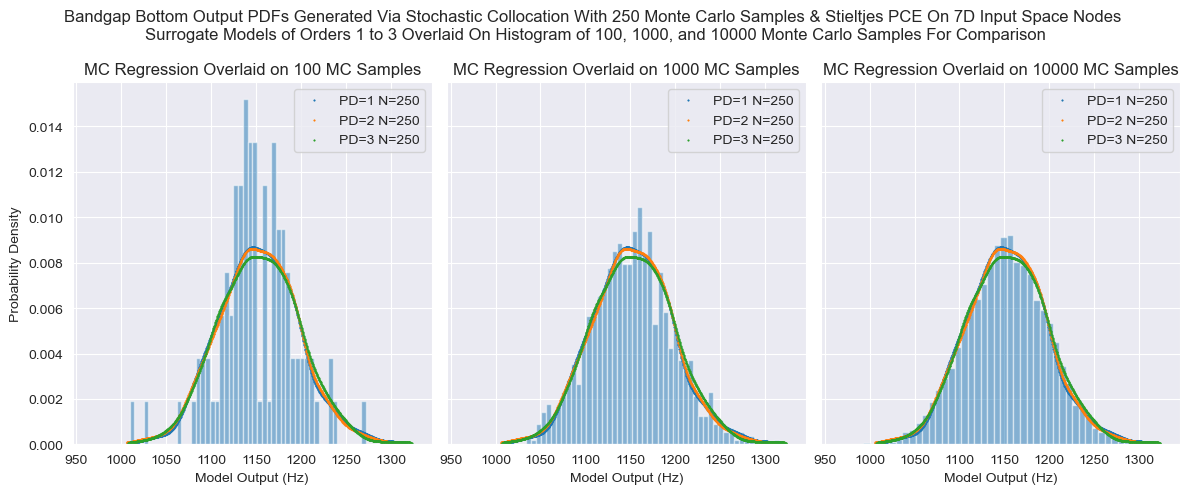 Bandgap Bottom Output PDFs Generated Via Stochastic Collocation With 250 Monte Carlo Samples & Stieltjes PCE On 7D Input Space Nodes
Surrogate Models of Orders 1 to 3 Overlaid On Histogram of 100, 1000, and 10000 Monte Carlo Samples For Comparison
MC Regression Overlaid on 100 MC Samples
PD=1 N=250
PD=2 N=250
PD=3 N=250
Probability Density
0.014
0.012
0.010
0.008
0.006
0.004
0.002
0.000
950 1000 1050 1100 1150 1200 1250 1300
Model Output (Hz)
MC Regression Overlaid on 1000 MC Samples
PD=1 N=250
PD=2 N=250
PD=3 N=250
950 1000 1050 1100 1150 1200 1250 1300
Model Output (Hz)
MC Regression Overlaid on 10000 MC Samples
PD=1 N=250
PD=2 N=250
PD=3 N=250
950 1000 1050 1100 1150 1200 1250 1300
Model Output (Hz)